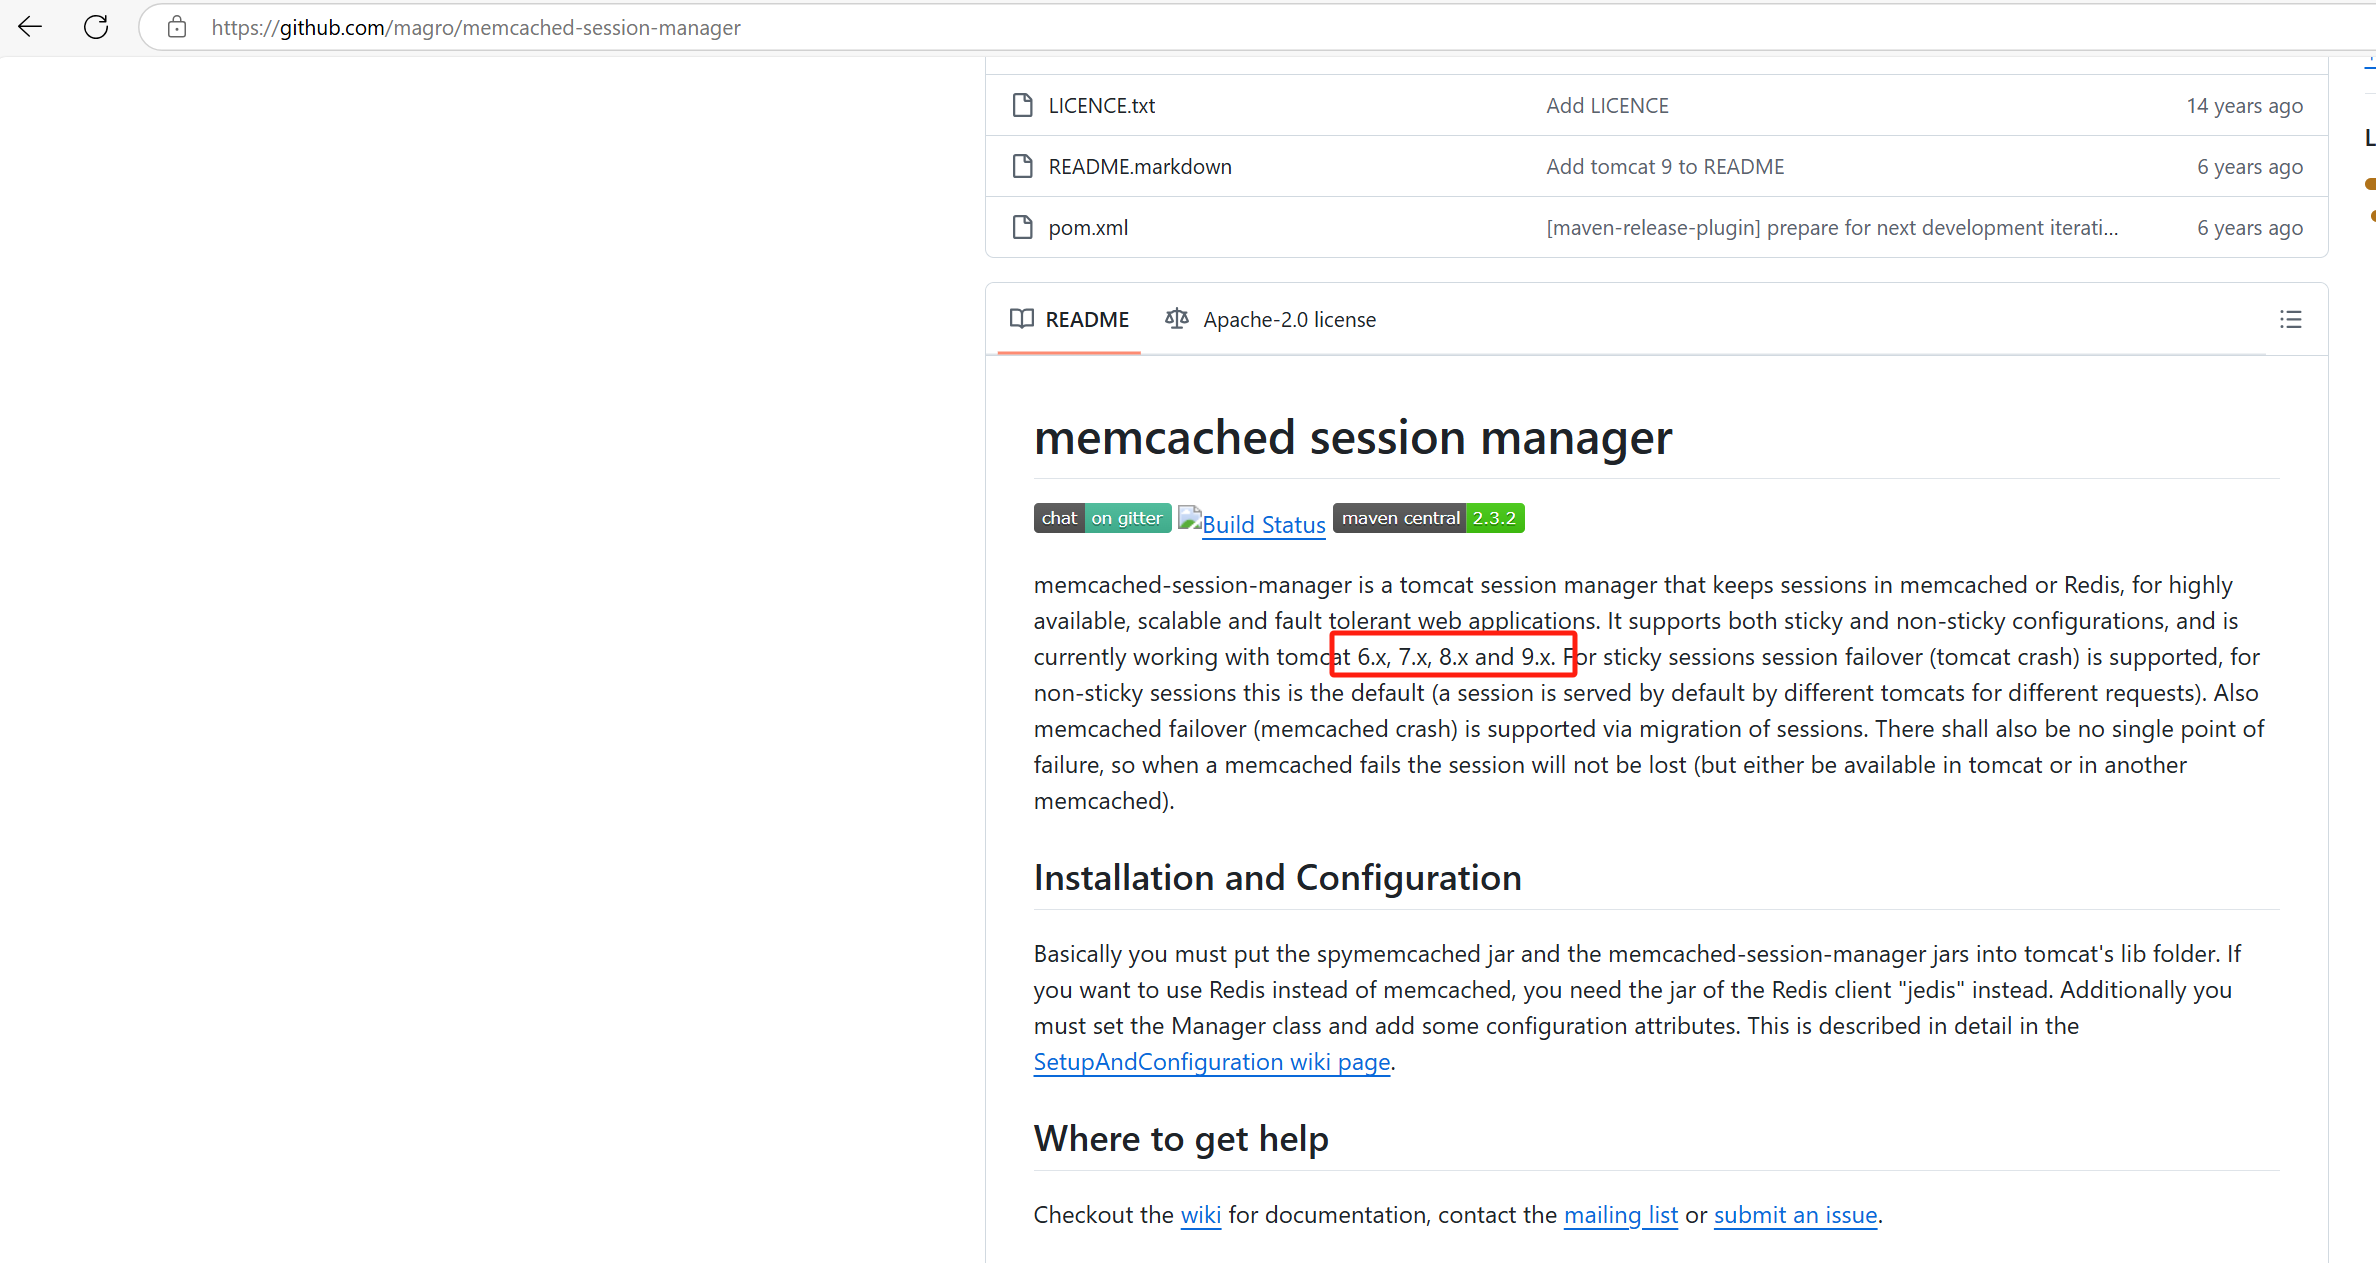 https://github.com/magro/memcached-session-manager
LICENCE.txt Add LICENCE 14 years ago
README.markdown Add tomcat 9 to README 6 years ago
pom.xml [maven-release-plugin] prepare for next development iterati... 6 years ago
README Apache-2.0 license
memcached session manager
chat on gitter Build Status maven central 2.3.2
memcached-session-manager is a tomcat session manager that keeps sessions in memcached or Redis, for highly
available, scalable and fault tolerant web applications. It supports both sticky and non-sticky configurations, and is
currently working with tomcat 6.x, 7.x, 8.x and 9.x. For sticky sessions session failover (tomcat crash) is supported, for
non-sticky sessions this is the default (a session is served by default by different tomcats for different requests). Also
memcached failover (memcached crash) is supported via migration of sessions. There shall also be no single point of
failure, so when a memcached fails the session will not be lost (but either be available in tomcat or in another
memcached).
Installation and Configuration
Basically you must put the spymemcached jar and the memcached-session-manager jars into tomcat's lib folder. If
you want to use Redis instead of memcached, you need the jar of the Redis client "jedis" instead. Additionally you
must set the Manager class and add some configuration attributes. This is described in detail in the
SetupAndConfiguration wiki page.
Where to get help
Checkout the wiki for documentation, contact the mailing list or submit an issue.